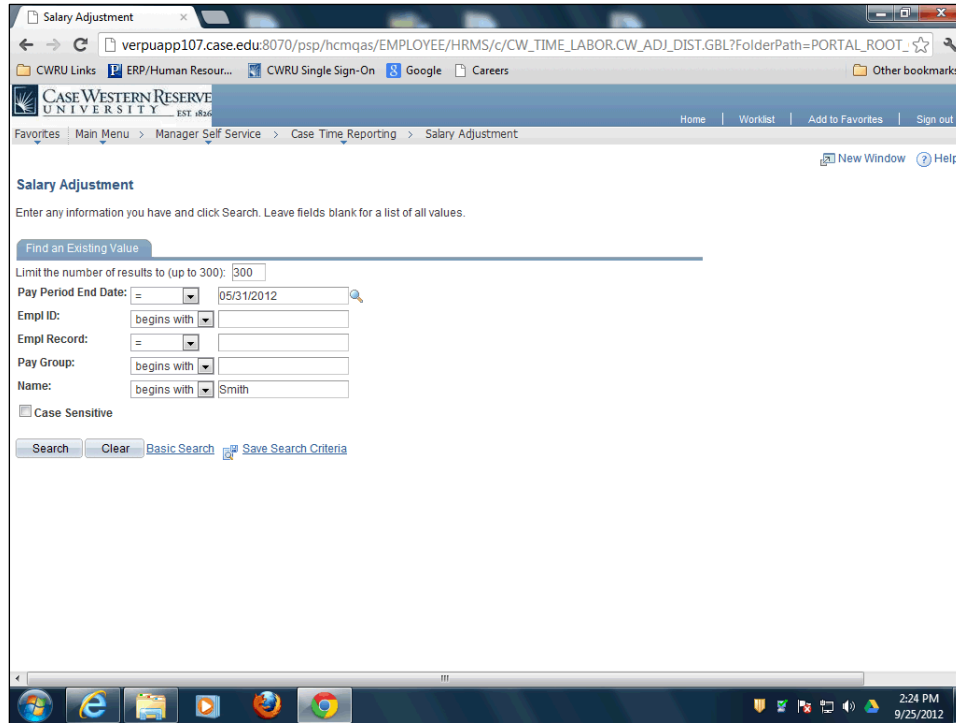 Salary Adjustment
verpuapp107.case.edu:8070/psp/hcmqas/EMPLOYEE/HRMS/c/CW_TIME_LABOR.CW_ADJ_DIST.GBL?FolderPath=PORTAL_ROOT_
CWRU Links ERP/Human Resour... CWRU Single Sign-On Google Careers Other bookmarks
CASE WESTERN RESERVE
UNIVERSITY EST. 1826
Home | Worklist | Add to Favorites | Sign out
Favorites | Main Menu > Manager Self Service > Case Time Reporting > Salary Adjustment
New Window Help
Salary Adjustment
Enter any information you have and click Search. Leave fields blank for a list of all values.
Find an Existing Value
Limit the number of results to (up to 300): 300
Pay Period End Date: = 05/31/2012
Empl ID: begins with
Empl Record: =
Pay Group: begins with
Name: begins with Smith
Case Sensitive
Search Clear Basic Search Save Search Criteria
2:24 PM
9/25/2012